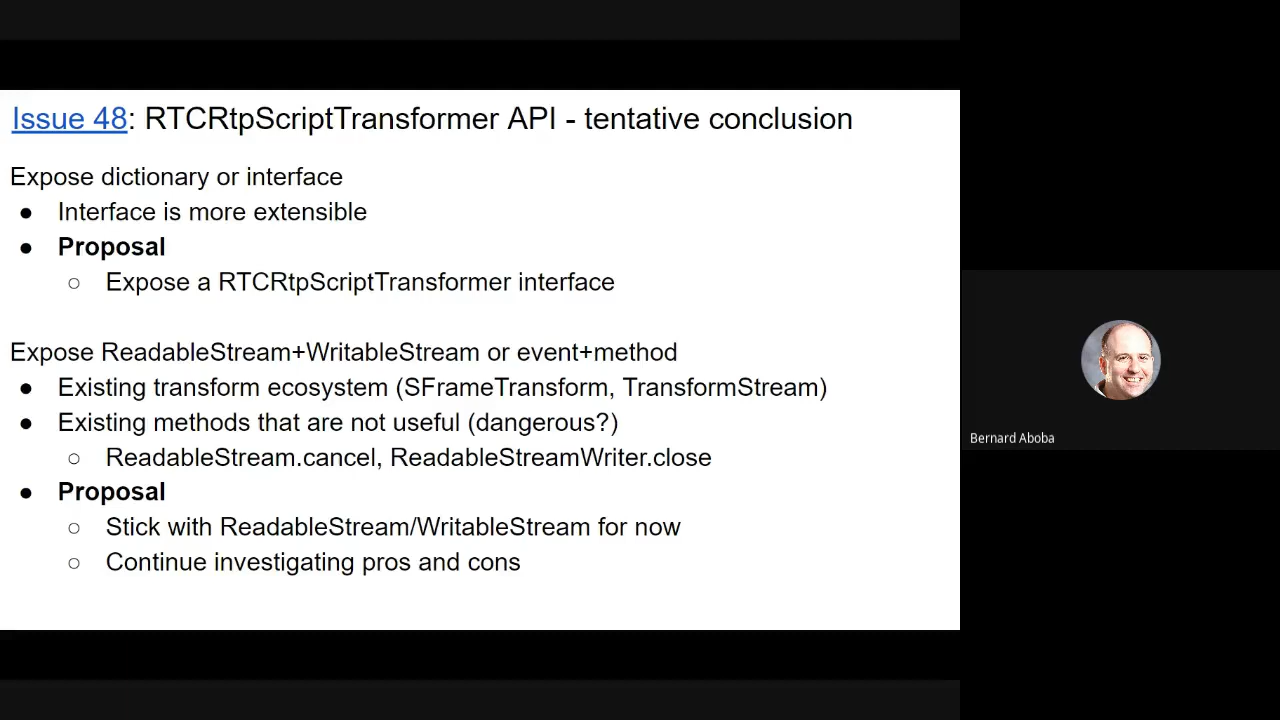 Issue 48: RTCRtpScriptTransformer API - tentative conclusion
Expose dictionary or interface
● Interface is more extensible
● Proposal
○ Expose a RTCRtpScriptTransformer interface
Expose ReadableStream+WritableStream or event+method
● Existing transform ecosystem (SFrameTransform, TransformStream)
● Existing methods that are not useful (dangerous?)
○ ReadableStream.cancel, ReadableStreamWriter.close
● Proposal
○ Stick with ReadableStream/WritableStream for now
○ Continue investigating pros and cons
Bernard Aboba